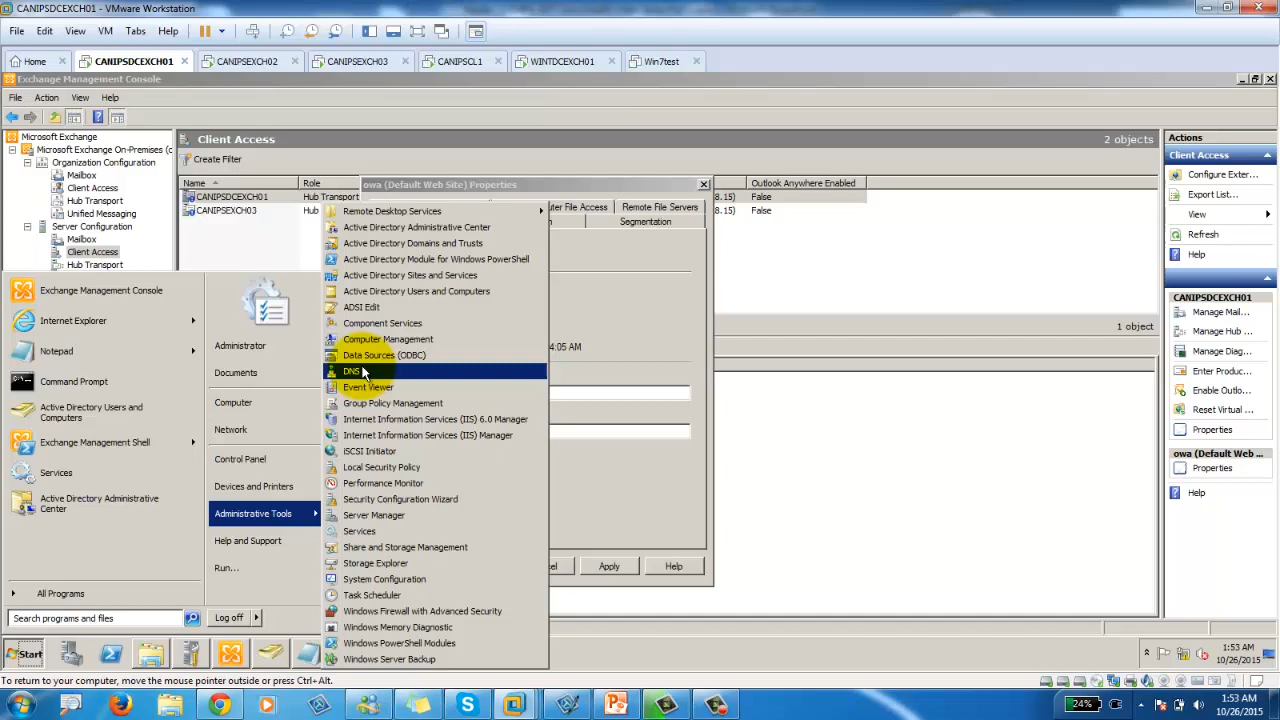 CANIPSDCEXCH01 - VMware Workstation
File Edit View VM Tabs Help
Home CANIPSDCEXCH01 CANIPSEXCH02 CANIPSEXCH03 CANIPSCL1 WINTDCEXCH01 Win7test
Exchange Management Console
File Action View Help
Microsoft Exchange
Microsoft Exchange On-Premises (c
Organization Configuration
Mailbox
Client Access
Hub Transport
Unified Messaging
Server Configuration
Mailbox
Client Access
Hub Transport
Client Access 2 objects
Create Filter
Name Role Outlook Anywhere Enabled
CANIPSDCEXCH01 Hub Transport 8.15) False
CANIPSEXCH03 Hub 8.15) False
1 object
owa (Default Web Site) Properties
uter File Access Remote File Servers
n Segmentation
4:05 AM
cel Apply Help
Actions
Client Access
Configure Exter...
Export List...
View
Refresh
Help
CANIPSDCEXCH01
Manage Mail...
Manage Hub ...
Manage Diag...
Enter Produc...
Enable Outlo...
Reset Virtual ...
Properties
owa (Default Web ...
Properties
Help
Exchange Management Console
Internet Explorer
Notepad
Command Prompt
Active Directory Users and
Computers
Exchange Management Shell
Services
Active Directory Administrative
Center
All Programs
Search programs and files
Administrator
Documents
Computer
Network
Control Panel
Devices and Printers
Administrative Tools
Help and Support
Run...
Log off
Remote Desktop Services
Active Directory Administrative Center
Active Directory Domains and Trusts
Active Directory Module for Windows PowerShell
Active Directory Sites and Services
Active Directory Users and Computers
ADSI Edit
Component Services
Computer Management
Data Sources (ODBC)
DNS
Event Viewer
Group Policy Management
Internet Information Services (IIS) 6.0 Manager
Internet Information Services (IIS) Manager
iSCSI Initiator
Local Security Policy
Performance Monitor
Security Configuration Wizard
Server Manager
Services
Share and Storage Management
Storage Explorer
System Configuration
Task Scheduler
Windows Firewall with Advanced Security
Windows Memory Diagnostic
Windows PowerShell Modules
Windows Server Backup
Start
1:53 AM
10/26/2015
To return to your computer, move the mouse pointer outside or press Ctrl+Alt.
24%
1:53 AM
10/26/2015